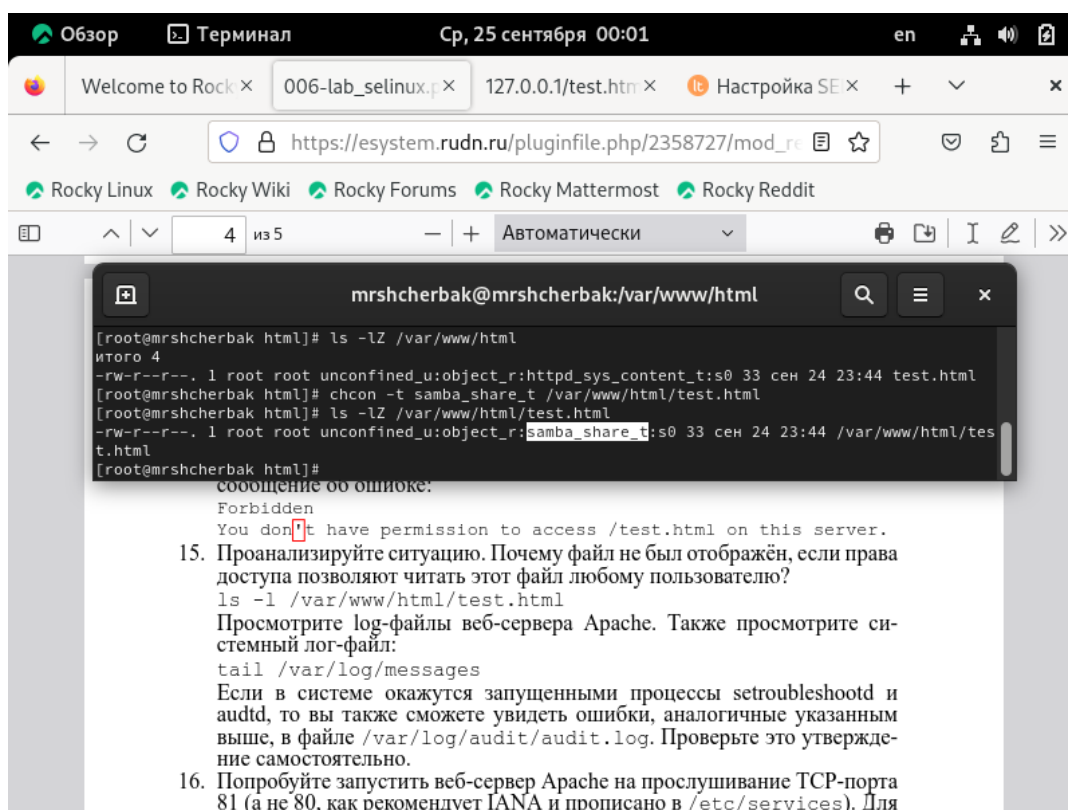 Обзор Терминал Ср, 25 сентября 00:01 en
Welcome to Rock 006-lab_selinux.p 127.0.0.1/test.htm Настройка SE
https://esystem.rudn.ru/pluginfile.php/2358727/mod_re
Rocky Linux Rocky Wiki Rocky Forums Rocky Mattermost Rocky Reddit
4 из 5 Автоматически
mrshcherbak@mrshcherbak:/var/www/html
[root@mrshcherbak html]# ls -lZ /var/www/html
итого 4
-rw-r--r--. 1 root root unconfined_u:object_r:httpd_sys_content_t:s0 33 сен 24 23:44 test.html
[root@mrshcherbak html]# chcon -t samba_share_t /var/www/html/test.html
[root@mrshcherbak html]# ls -lZ /var/www/html/test.html
-rw-r--r--. 1 root root unconfined_u:object_r:samba_share_t:s0 33 сен 24 23:44 /var/www/html/tes
t.html
[root@mrshcherbak html]#
сообщение об ошибке:
Forbidden
You don't have permission to access /test.html on this server.
15. Проанализируйте ситуацию. Почему файл не был отображён, если права
доступа позволяют читать этот файл любому пользователю?
ls -l /var/www/html/test.html
Просмотрите log-файлы веб-сервера Apache. Также просмотрите си-
стемный лог-файл:
tail /var/log/messages
Если в системе окажутся запущенными процессы setroubleshootd и
audtd, то вы также сможете увидеть ошибки, аналогичные указанным
выше, в файле /var/log/audit/audit.log. Проверьте это утвержде-
ние самостоятельно.
16. Попробуйте запустить веб-сервер Apache на прослушивание TCP-порта
81 (а не 80, как рекомендует IANA и прописано в /etc/services). Для